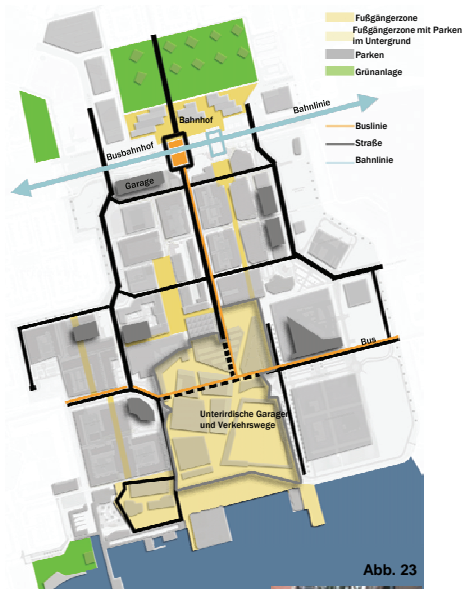 Fußgängerzone
Fußgängerzone mit Parken
im Untergrund
Parken
Grünanlage
Bahnlinie
Bahnhof
Busbahnhof
Buslinie
Straße
Bahnlinie
Garage
Bus
Unterirdische Garagen
und Verkehrswege
Abb. 23